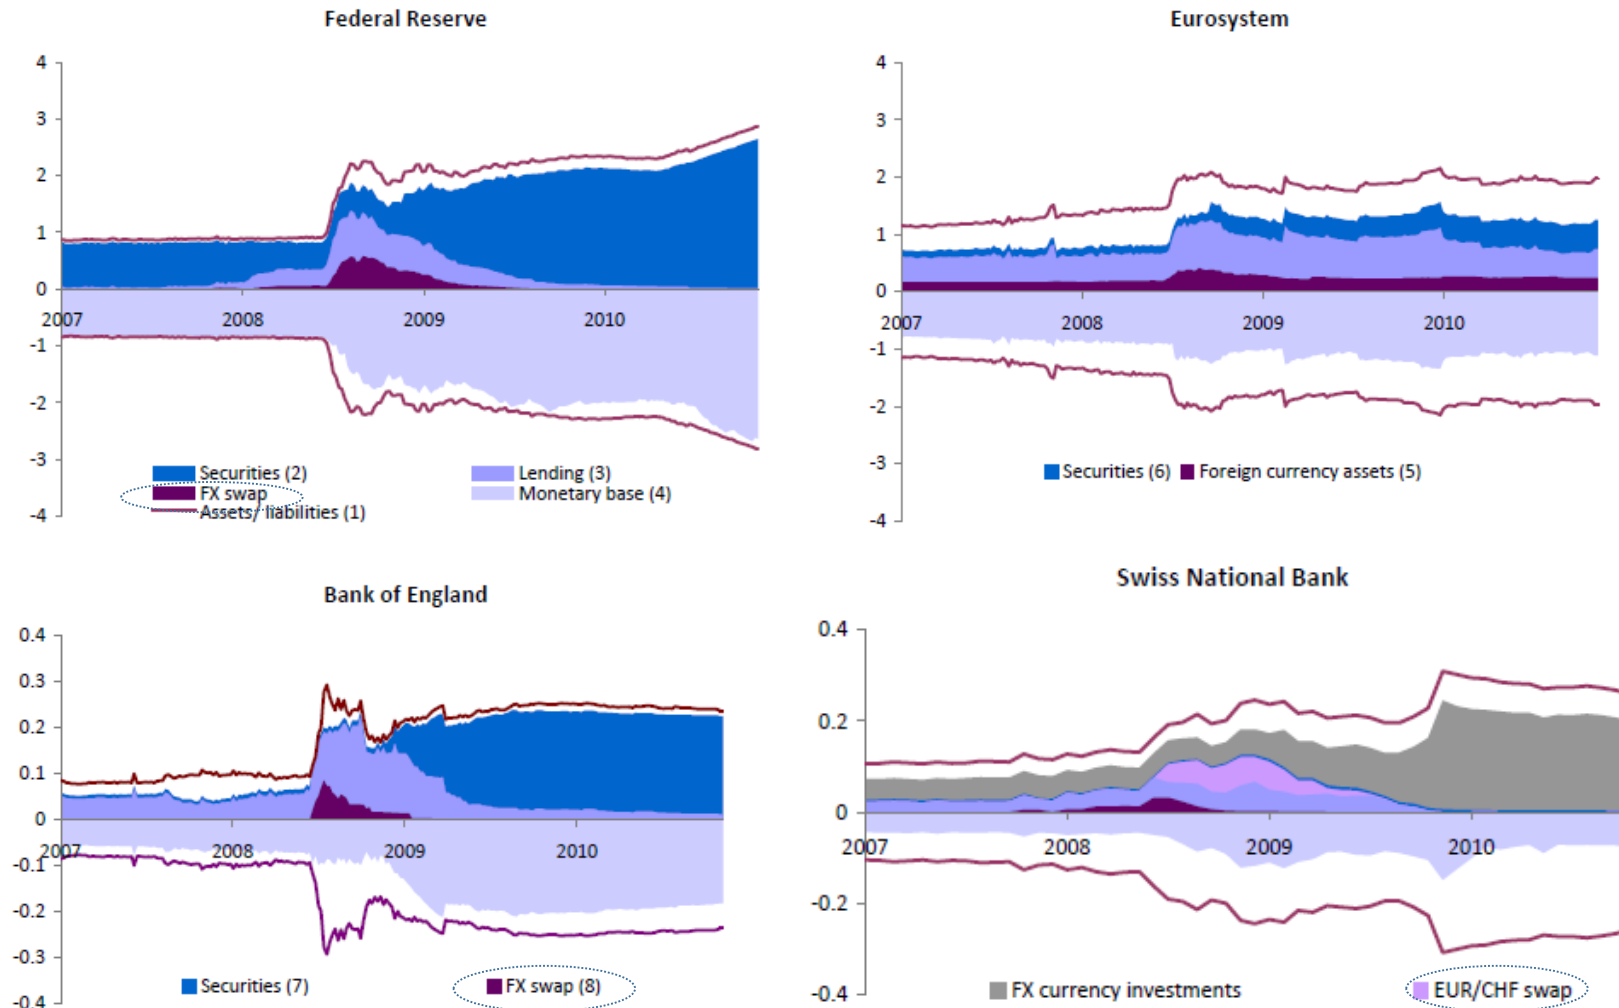 Federal Reserve
4
3
2
1
0
2007 2008 2009 2010
-1
-2
-3
-4
Securities (2) Lending (3)
FX swap Monetary base (4)
Assets/ liabilities (1)
Eurosystem
4
3
2
1
0
2007 2008 2009 2010
-1
-2
-3
-4
Securities (6) Foreign currency assets (5)
Bank of England
0.4
0.3
0.2
0.1
0
2007 2008 2009 2010
-0.1
-0.2
-0.3
-0.4
Securities (7) FX swap (8)
Swiss National Bank
0.4
0.2
0
2007 2008 2009 2010
-0.2
-0.4
FX currency investments EUR/CHF swap